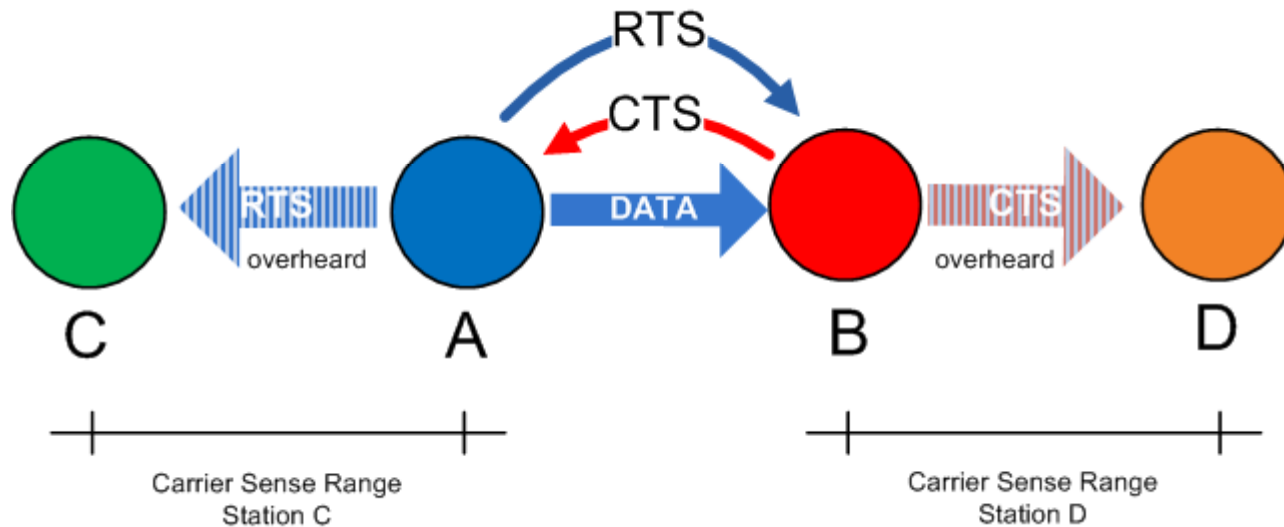 RTS
CTS
RTS
DATA
CTS
overheard
overheard
C
A
B
D
Carrier Sense Range
Station C
Carrier Sense Range
Station D